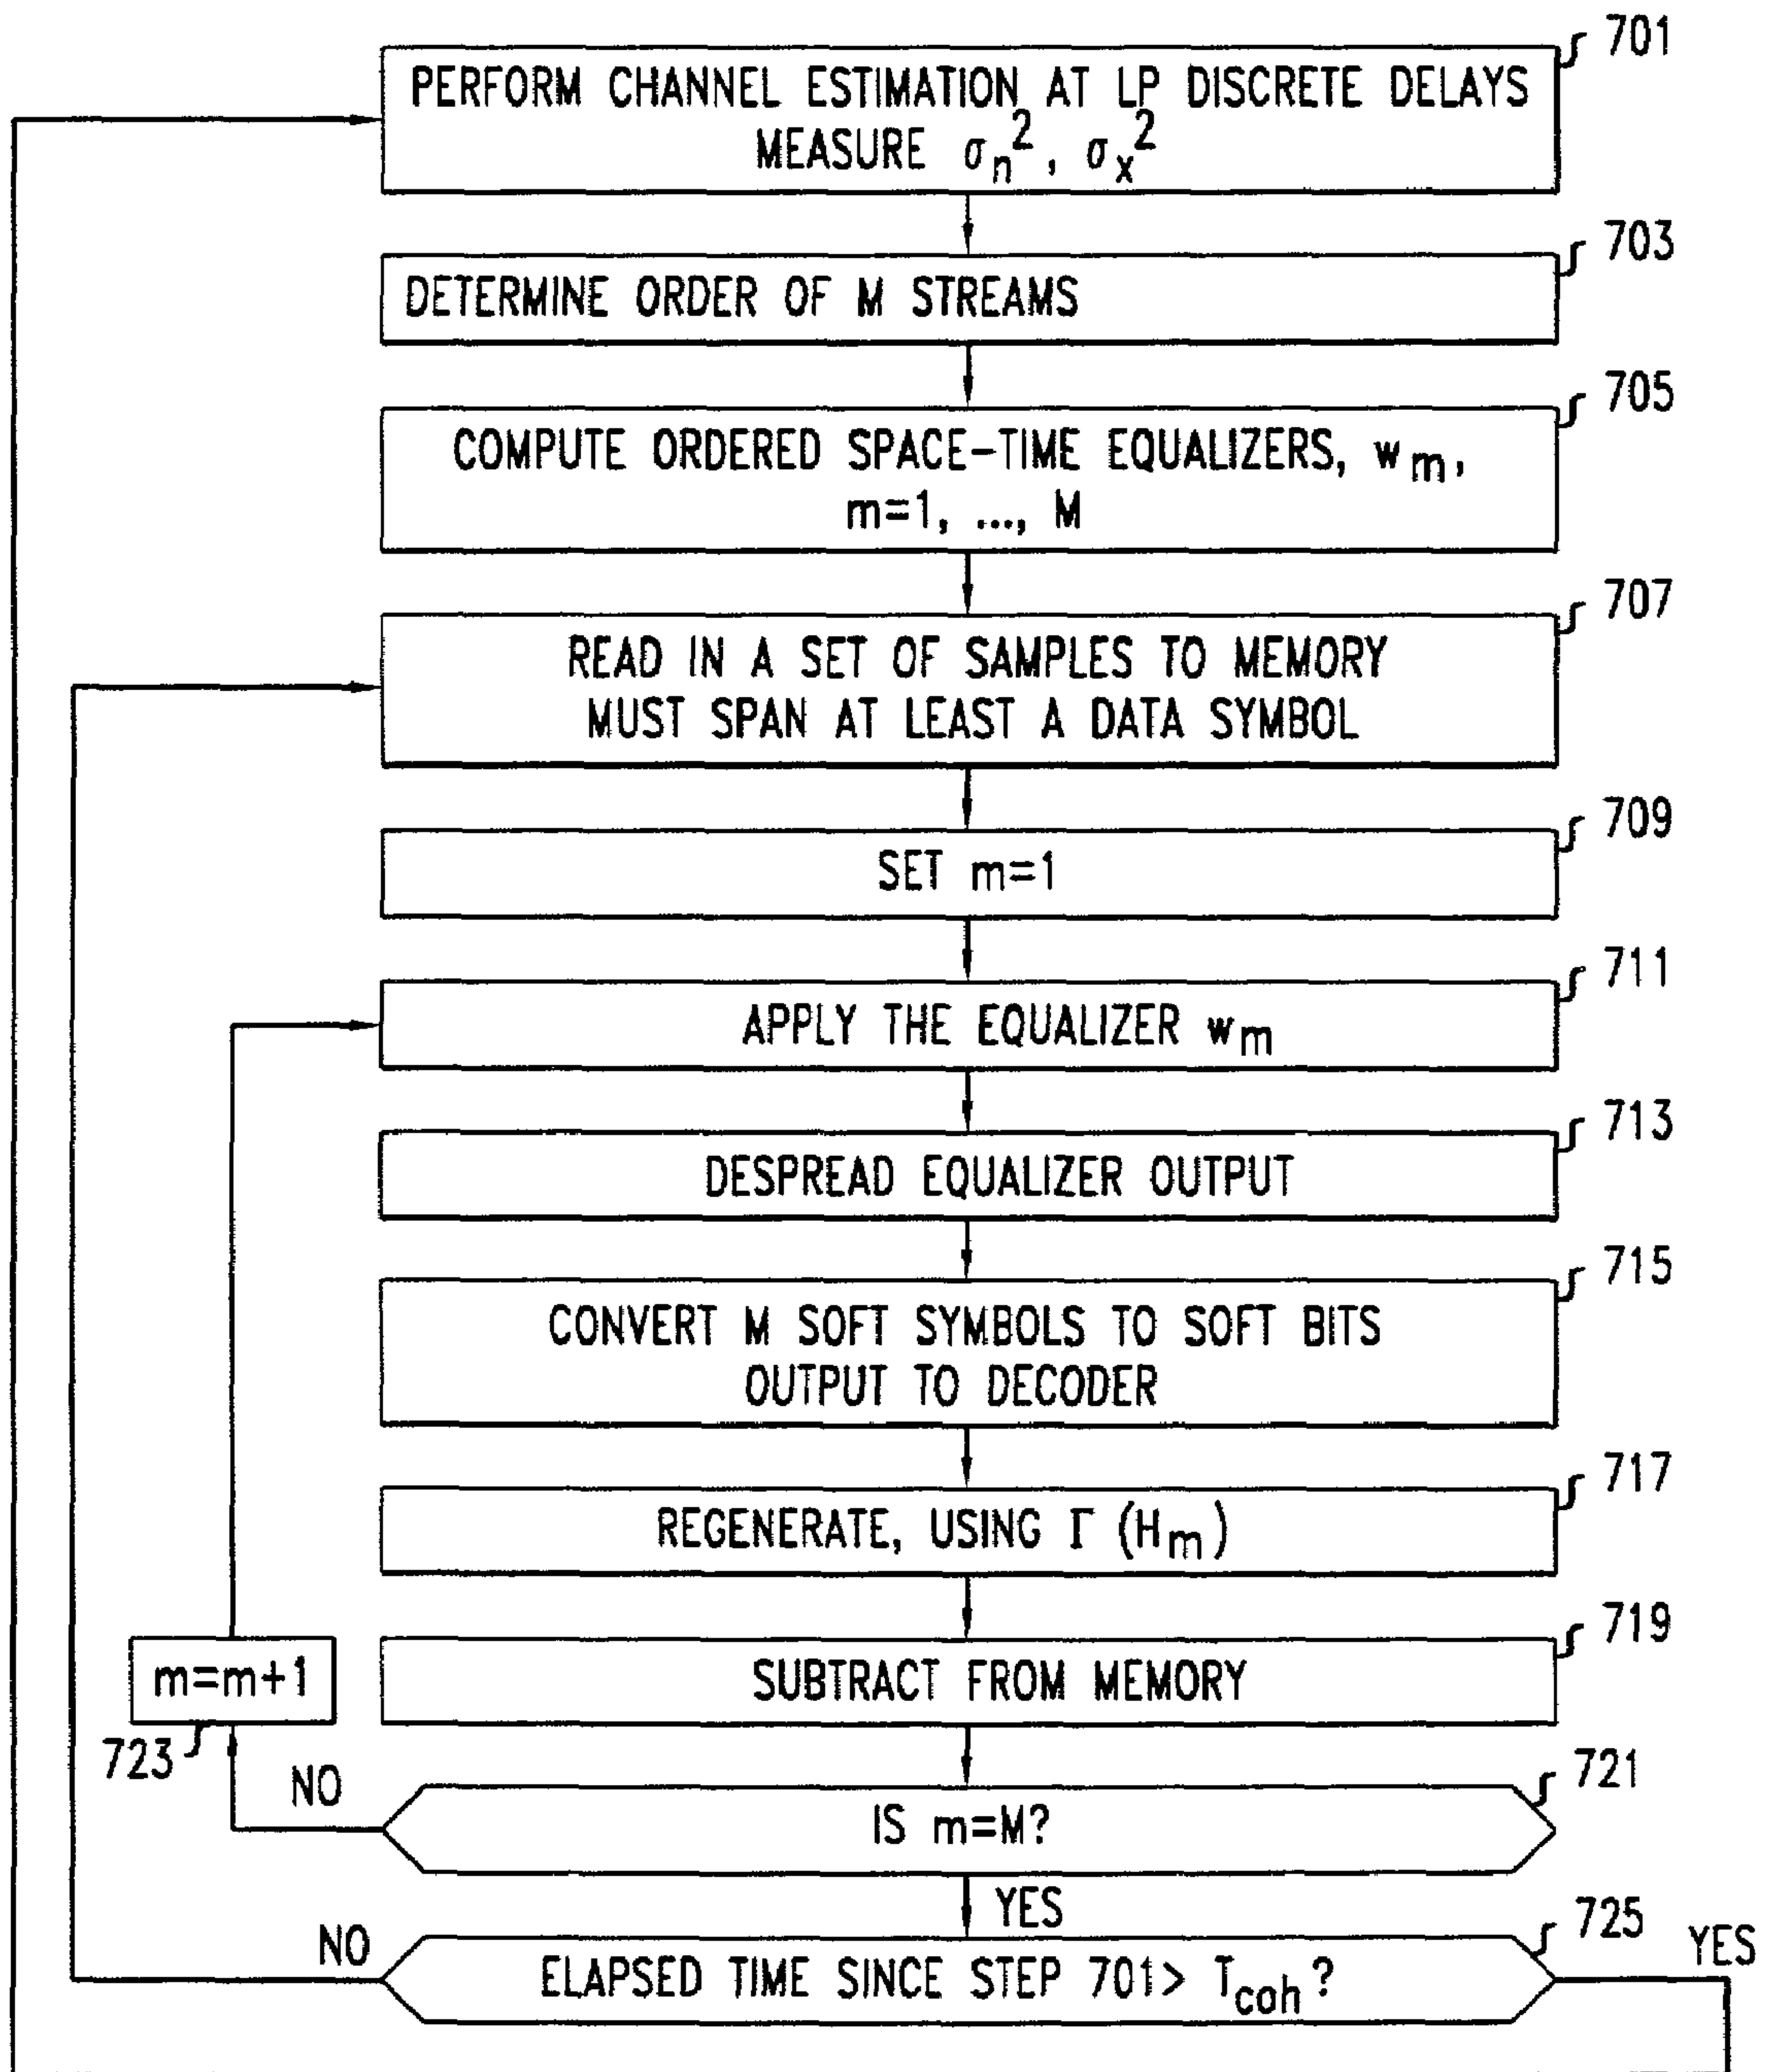 701
PERFORM CHANNEL ESTIMATION AT LP DISCRETE DELAYS
MEASURE σn², σx²
703
DETERMINE ORDER OF M STREAMS
705
COMPUTE ORDERED SPACE-TIME EQUALIZERS, wm,
m=1, ..., M
707
READ IN A SET OF SAMPLES TO MEMORY
MUST SPAN AT LEAST A DATA SYMBOL
709
SET m=1
711
APPLY THE EQUALIZER wm
713
DESPREAD EQUALIZER OUTPUT
715
CONVERT M SOFT SYMBOLS TO SOFT BITS
OUTPUT TO DECODER
717
REGENERATE, USING Γ (Hm)
719
SUBTRACT FROM MEMORY
m=m+1
723
721
NO
IS m=M?
YES
725
NO
YES
ELAPSED TIME SINCE STEP 701> Tcoh?